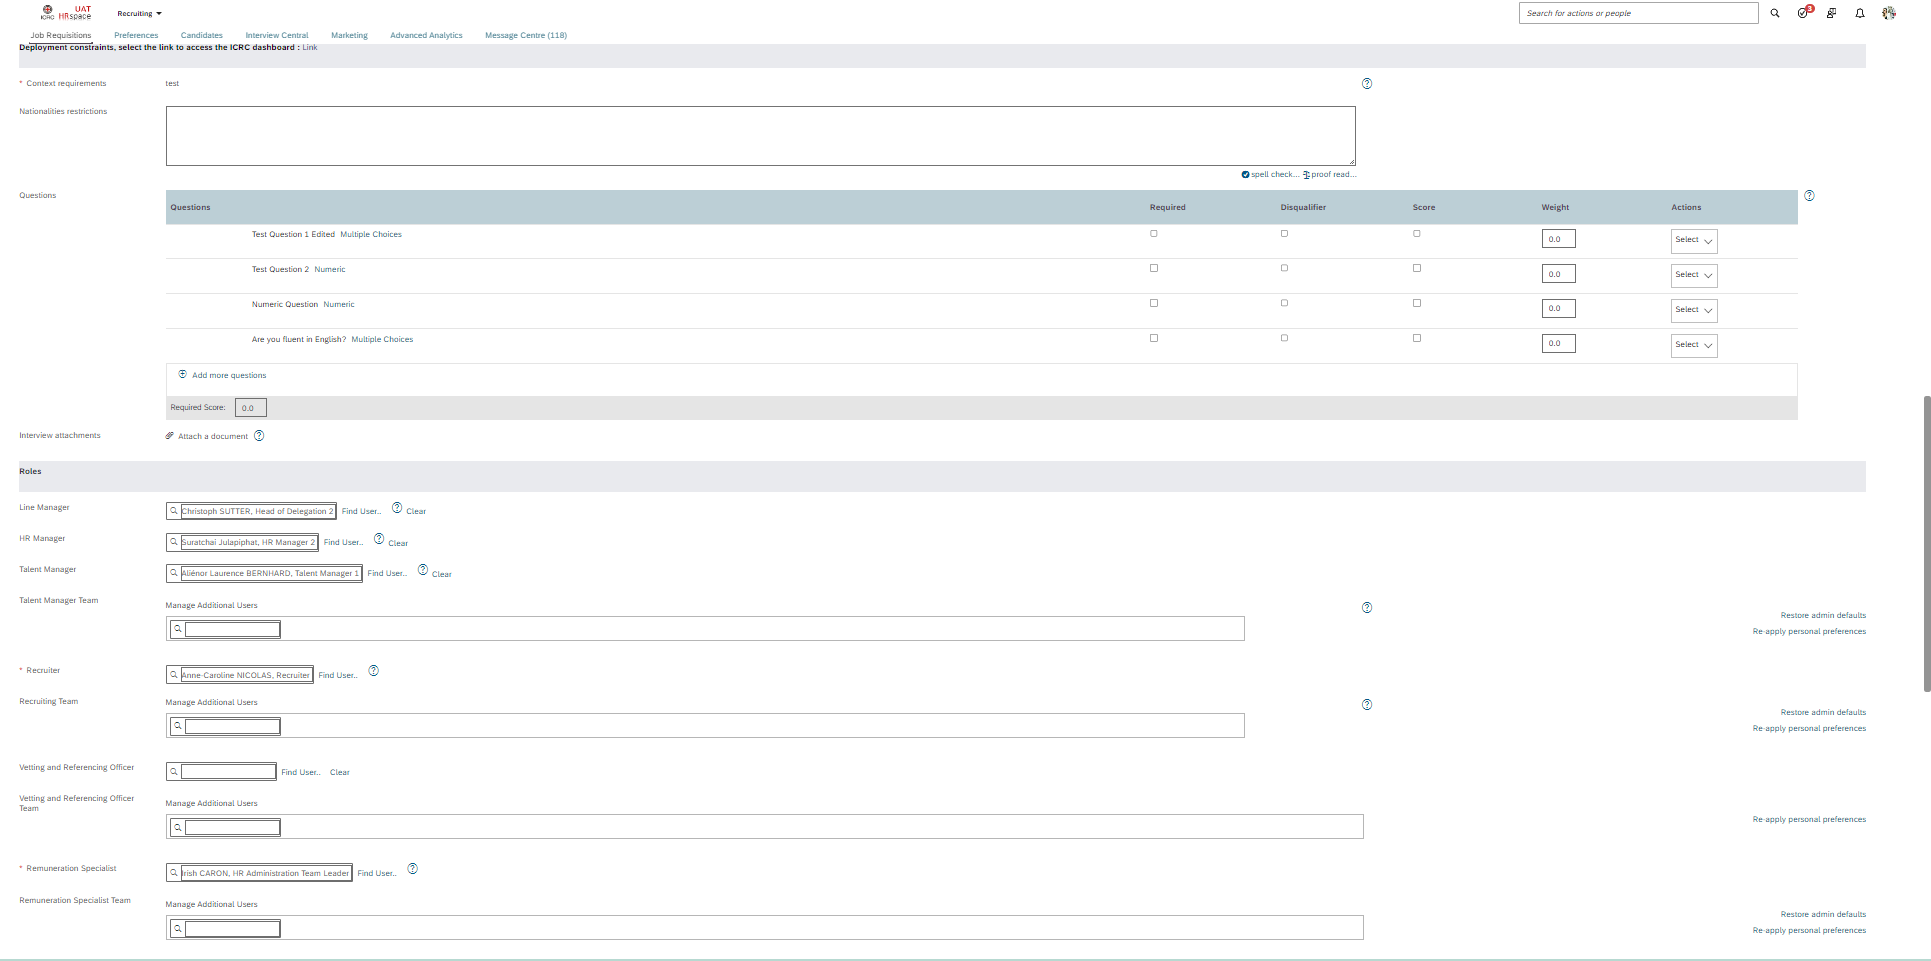 ICRC UAT HRspace
Recruiting
Search for actions or people
3
Job Requisitions Preferences Candidates Interview Central Marketing Advanced Analytics Message Centre (118)
Deployment constraints, select the link to access the ICRC dashboard : Link
* Context requirements test
Nationalities restrictions
spell check... proof read...
Questions
Questions Required Disqualifier Score Weight Actions
Test Question 1 Edited Multiple Choices 0.0 Select
Test Question 2 Numeric 0.0 Select
Numeric Question Numeric 0.0 Select
Are you fluent in English? Multiple Choices 0.0 Select
Add more questions
Required Score: 0.0
Interview attachments Attach a document
Roles
Line Manager Christoph SUTTER, Head of Delegation 2 Find User.. Clear
HR Manager Suratchai Julapiphat, HR Manager 2 Find User.. Clear
Talent Manager Aliénor Laurence BERNHARD, Talent Manager 1 Find User.. Clear
Talent Manager Team Manage Additional Users
Restore admin defaults
Re-apply personal preferences
* Recruiter Anne-Caroline NICOLAS, Recruiter Find User..
Recruiting Team Manage Additional Users
Restore admin defaults
Re-apply personal preferences
Vetting and Referencing Officer Find User.. Clear
Vetting and Referencing Officer Team Manage Additional Users
Re-apply personal preferences
* Remuneration Specialist Irish CARON, HR Administration Team Leader Find User..
Remuneration Specialist Team Manage Additional Users
Restore admin defaults
Re-apply personal preferences